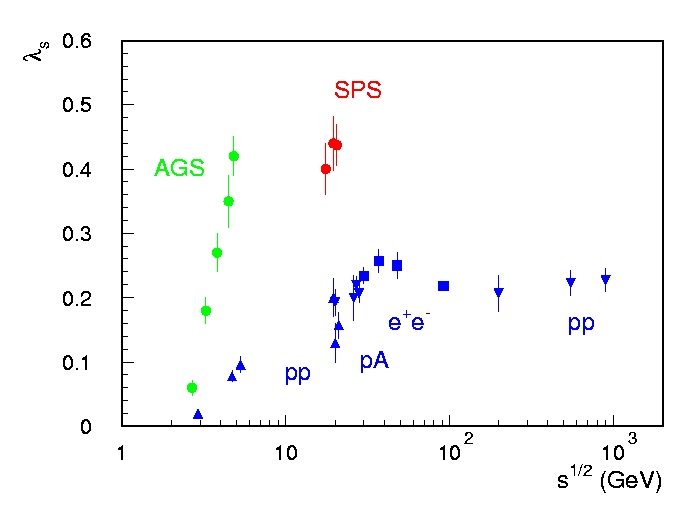 λs
0.6
0.5
0.4
0.3
0.2
0.1
0
SPS
AGS
e+e-
pp
pA
pp
1
10
10^2
10^3
s^1/2 (GeV)